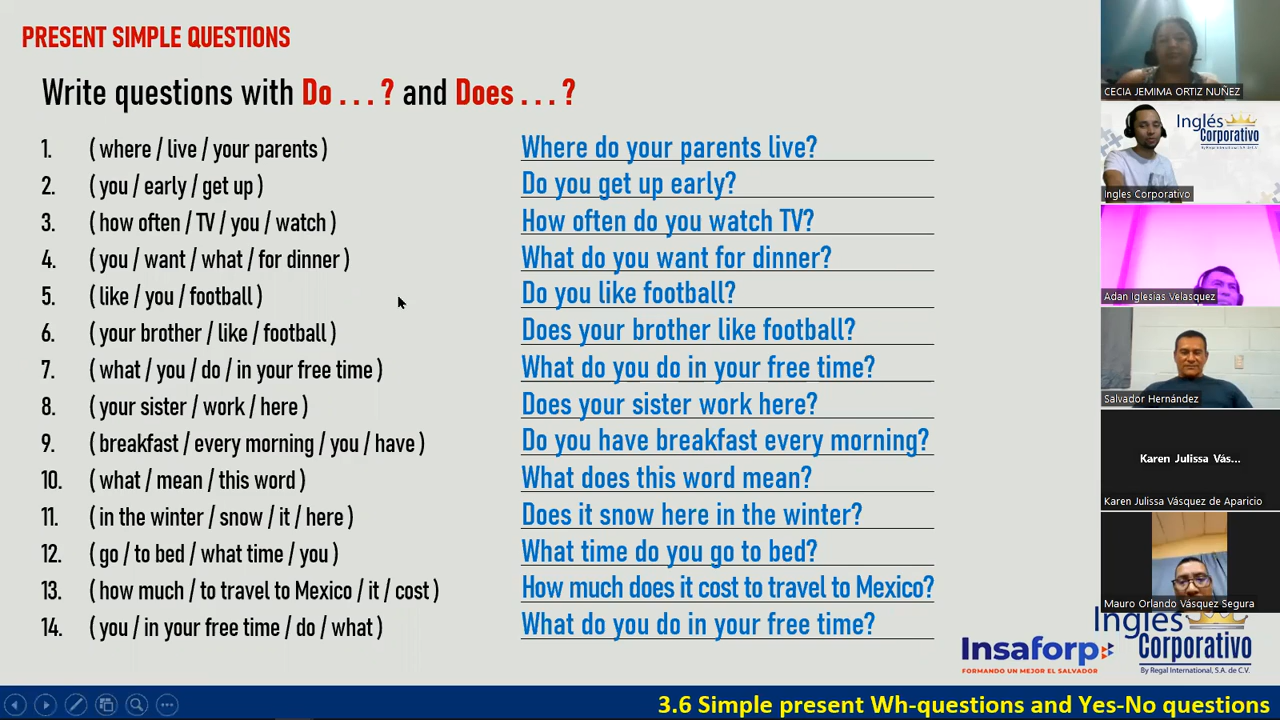 PRESENT SIMPLE QUESTIONS
Write questions with Do . . . ? and Does . . . ?
1. ( where / live / your parents ) Where do your parents live?
2. ( you / early / get up ) Do you get up early?
3. ( how often / TV / you / watch ) How often do you watch TV?
4. ( you / want / what / for dinner ) What do you want for dinner?
5. ( like / you / football ) Do you like football?
6. ( your brother / like / football ) Does your brother like football?
7. ( what / you / do / in your free time ) What do you do in your free time?
8. ( your sister / work / here ) Does your sister work here?
9. ( breakfast / every morning / you / have ) Do you have breakfast every morning?
10. ( what / mean / this word ) What does this word mean?
11. ( in the winter / snow / it / here ) Does it snow here in the winter?
12. ( go / to bed / what time / you ) What time do you go to bed?
13. ( how much / to travel to Mexico / it / cost ) How much does it cost to travel to Mexico?
14. ( you / in your free time / do / what ) What do you do in your free time?
CECIA JEMIMA ORTIZ NUÑEZ
Inglés
Corporativo
By Regal International, S.A. de C.V.
Ingles Corporativo
Adan Iglesias Velasquez
Salvador Hernández
Karen Julissa Vás...
Karen Julissa Vásquez de Aparicio
Mauro Orlando Vásquez Segura
Insaforp
FORMANDO UN MEJOR EL SALVADOR
Inglés
Corporativo
By Regal International, S.A. de C.V.
3.6 Simple present Wh-questions and Yes-No questions